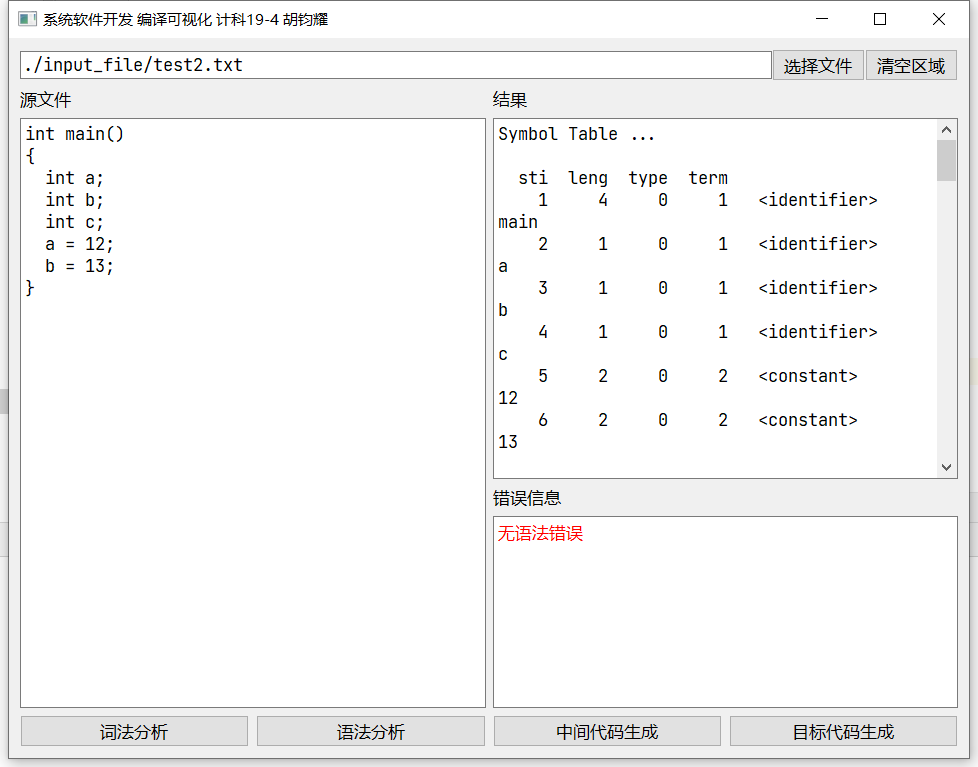 系统软件开发 编译可视化 计科19-4 胡钧耀
./input_file/test2.txt
选择文件
清空区域
源文件
int main()
{
  int a;
  int b;
  int c;
  a = 12;
  b = 13;
}
结果
Symbol Table ...
  sti  leng  type  term
    1     4     0     1   <identifier>
main
    2     1     0     1   <identifier>
a
    3     1     0     1   <identifier>
b
    4     1     0     1   <identifier>
c
    5     2     0     2   <constant>
12
    6     2     0     2   <constant>
13
错误信息
无语法错误
词法分析
语法分析
中间代码生成
目标代码生成